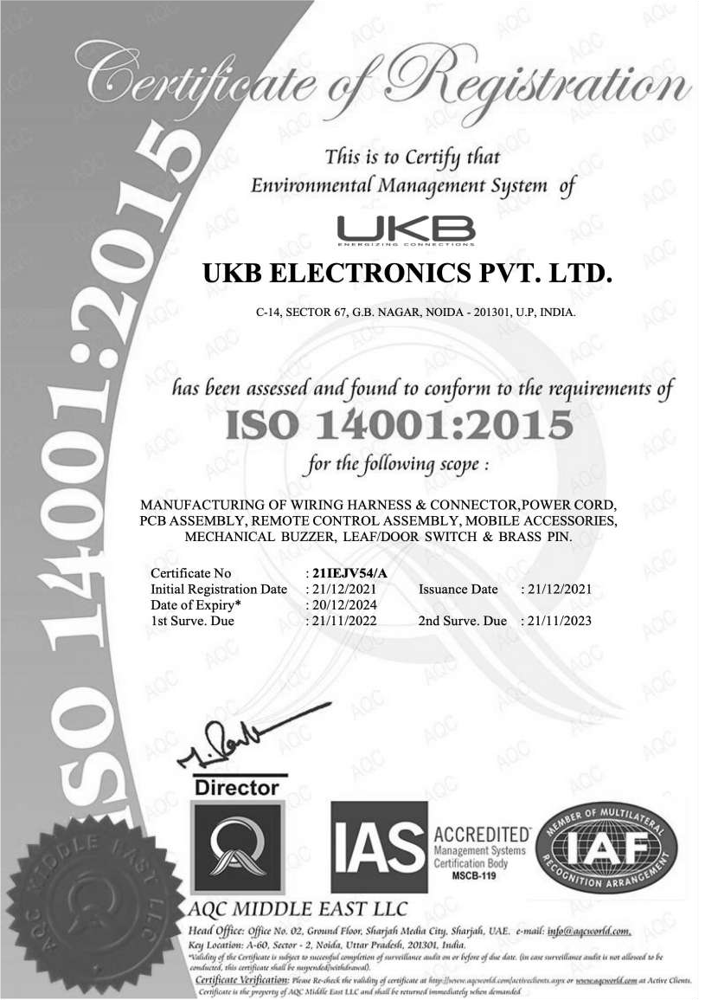 Certificate of Registration
ISO 14001:2015
This is to Certify that
Environmental Management System of
UKB
ENERGIZING CONNECTIONS
UKB ELECTRONICS PVT. LTD.
C-14, SECTOR 67, G.B. NAGAR, NOIDA - 201301, U.P, INDIA.
has been assessed and found to conform to the requirements of
ISO 14001:2015
for the following scope :
MANUFACTURING OF WIRING HARNESS & CONNECTOR,POWER CORD,
PCB ASSEMBLY, REMOTE CONTROL ASSEMBLY, MOBILE ACCESSORIES,
MECHANICAL BUZZER, LEAF/DOOR SWITCH & BRASS PIN.
Certificate No : 21IEJV54/A
Initial Registration Date : 21/12/2021 Issuance Date : 21/12/2021
Date of Expiry* : 20/12/2024
1st Surve. Due : 21/11/2022 2nd Surve. Due : 21/11/2023
Director
IAS
ACCREDITED™
Management Systems
Certification Body
MSCB-119
MEMBER OF MULTILATERAL
IAF
RECOGNITION ARRANGEMENT
AQC MIDDLE EAST LLC
AQC MIDDLE EAST LLC
Head Office: Office No. 02, Ground Floor, Sharjah Media City, Sharjah, UAE. e-mail: info@aqcworld.com,
Key Location: A-60, Sector - 2, Noida, Uttar Pradesh, 201301, India.
*Validity of the Certificate is subject to successful completion of surveillance audit on or before of due date. (in case surveillance audit is not allowed to be
conducted, this certificate shall be suspended/withdrawal).
Certificate Verification: Please Re-check the validity of certificate at http://www.aqcworld.com/activeclients.aspx or www.aqcworld.com at Active Clients.
Certificate is the property of AQC Middle East LLC and shall be returned immediately when demanded